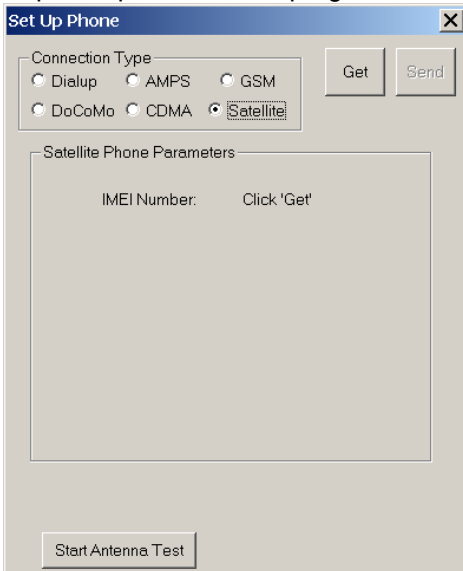 Set Up Phone
Connection Type
Dialup AMPS GSM
Get Send
DoCoMo CDMA Satellite
Satellite Phone Parameters
IMEI Number: Click 'Get'
Start Antenna Test